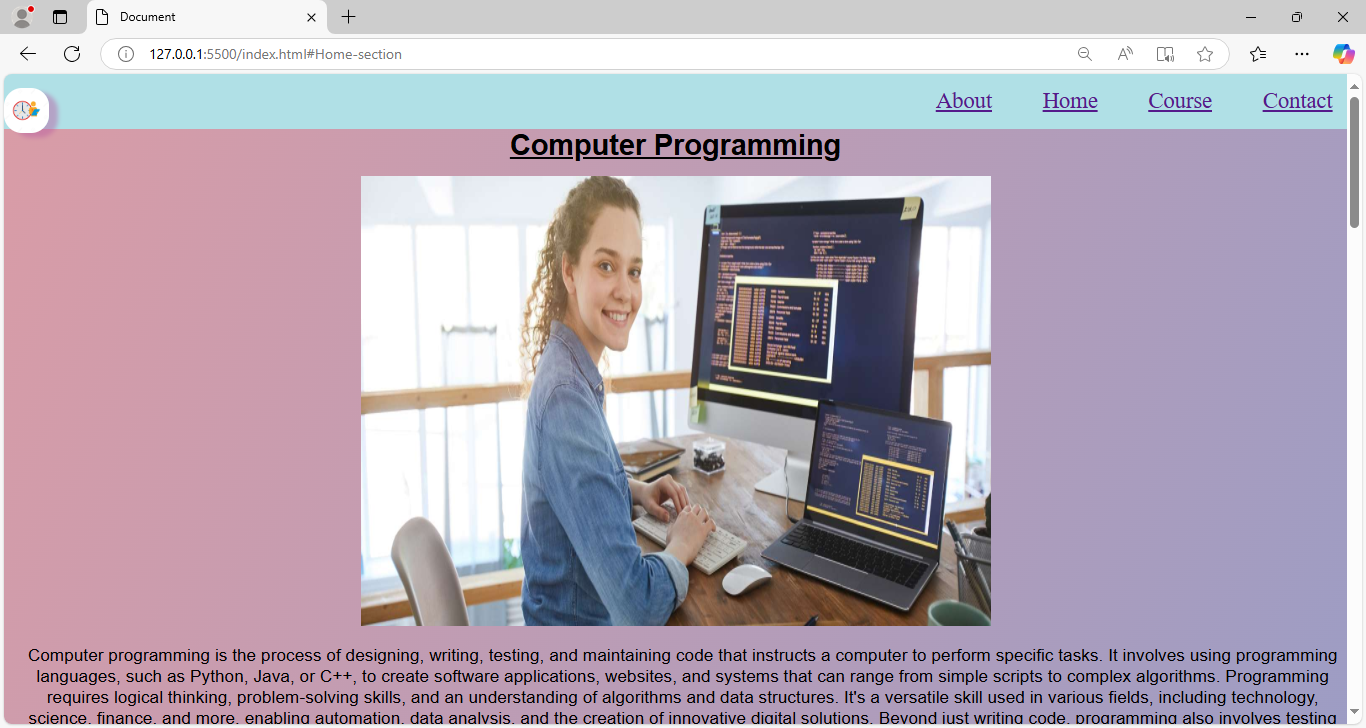 Document
127.0.0.1:5500/index.html#Home-section
About Home Course Contact
Computer Programming
Computer programming is the process of designing, writing, testing, and maintaining code that instructs a computer to perform specific tasks. It involves using programming
languages, such as Python, Java, or C++, to create software applications, websites, and systems that can range from simple scripts to complex algorithms. Programming
requires logical thinking, problem-solving skills, and an understanding of algorithms and data structures. It's a versatile skill used in various fields, including technology,
science, finance, and more, enabling automation, data analysis, and the creation of innovative digital solutions. Beyond just writing code, programming also involves testing